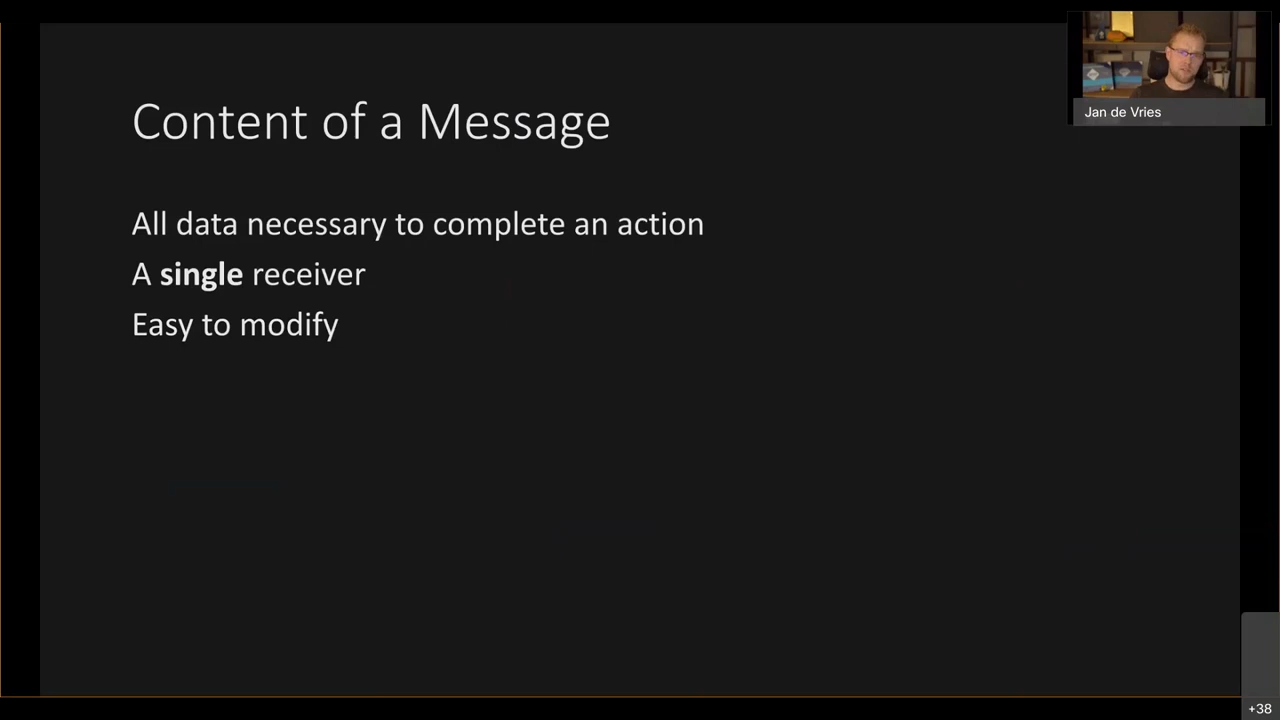 Content of a Message
All data necessary to complete an action
A single receiver
Easy to modify
Jan de Vries
+38